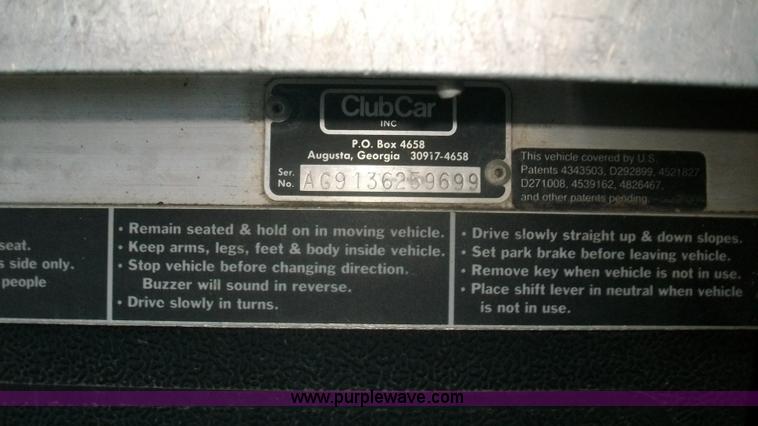 ClubCar
INC
P.O. Box 4658
Augusta, Georgia 30917-4658
Ser.
No. AG9136259699
This vehicle covered by U.S.
Patents 4343503, D292899, 4521827
D271008, 4539162, 4826467,
and other patents pending.
seat.
s side only.
people
• Remain seated & hold on in moving vehicle.
• Keep arms, legs, feet & body inside vehicle.
• Stop vehicle before changing direction.
Buzzer will sound in reverse.
• Drive slowly in turns.
• Drive slowly straight up & down slopes.
• Set park brake before leaving vehicle.
• Remove key when vehicle is not in use.
• Place shift lever in neutral when vehicle
is not in use.
www.purplewave.com